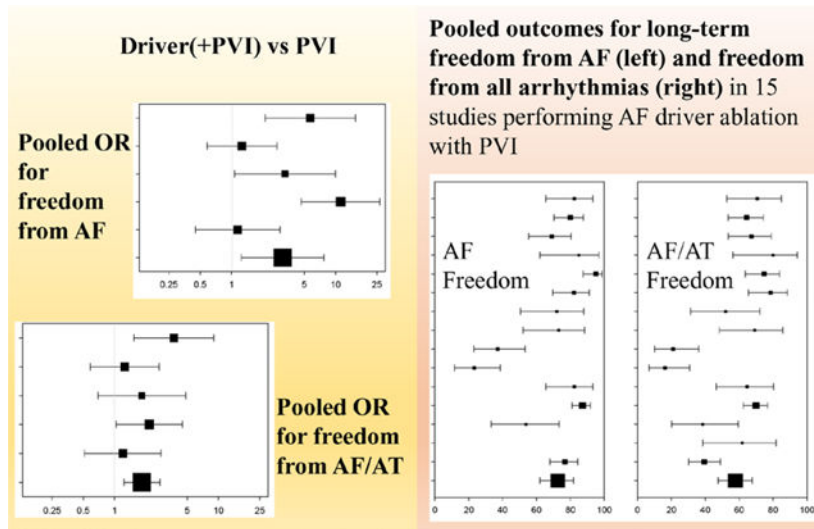 Driver(+PVI) vs PVI
Pooled OR
for
freedom
from AF
0.25 0.5 1 5 10 25
Pooled OR
for freedom
from AF/AT
0.25 0.5 1 5 10 25
Pooled outcomes for long-term
freedom from AF (left) and freedom
from all arrhythmias (right) in 15
studies performing AF driver ablation
with PVI
AF
Freedom
0 20 40 60 80 100
AF/AT
Freedom
0 20 40 60 80 100